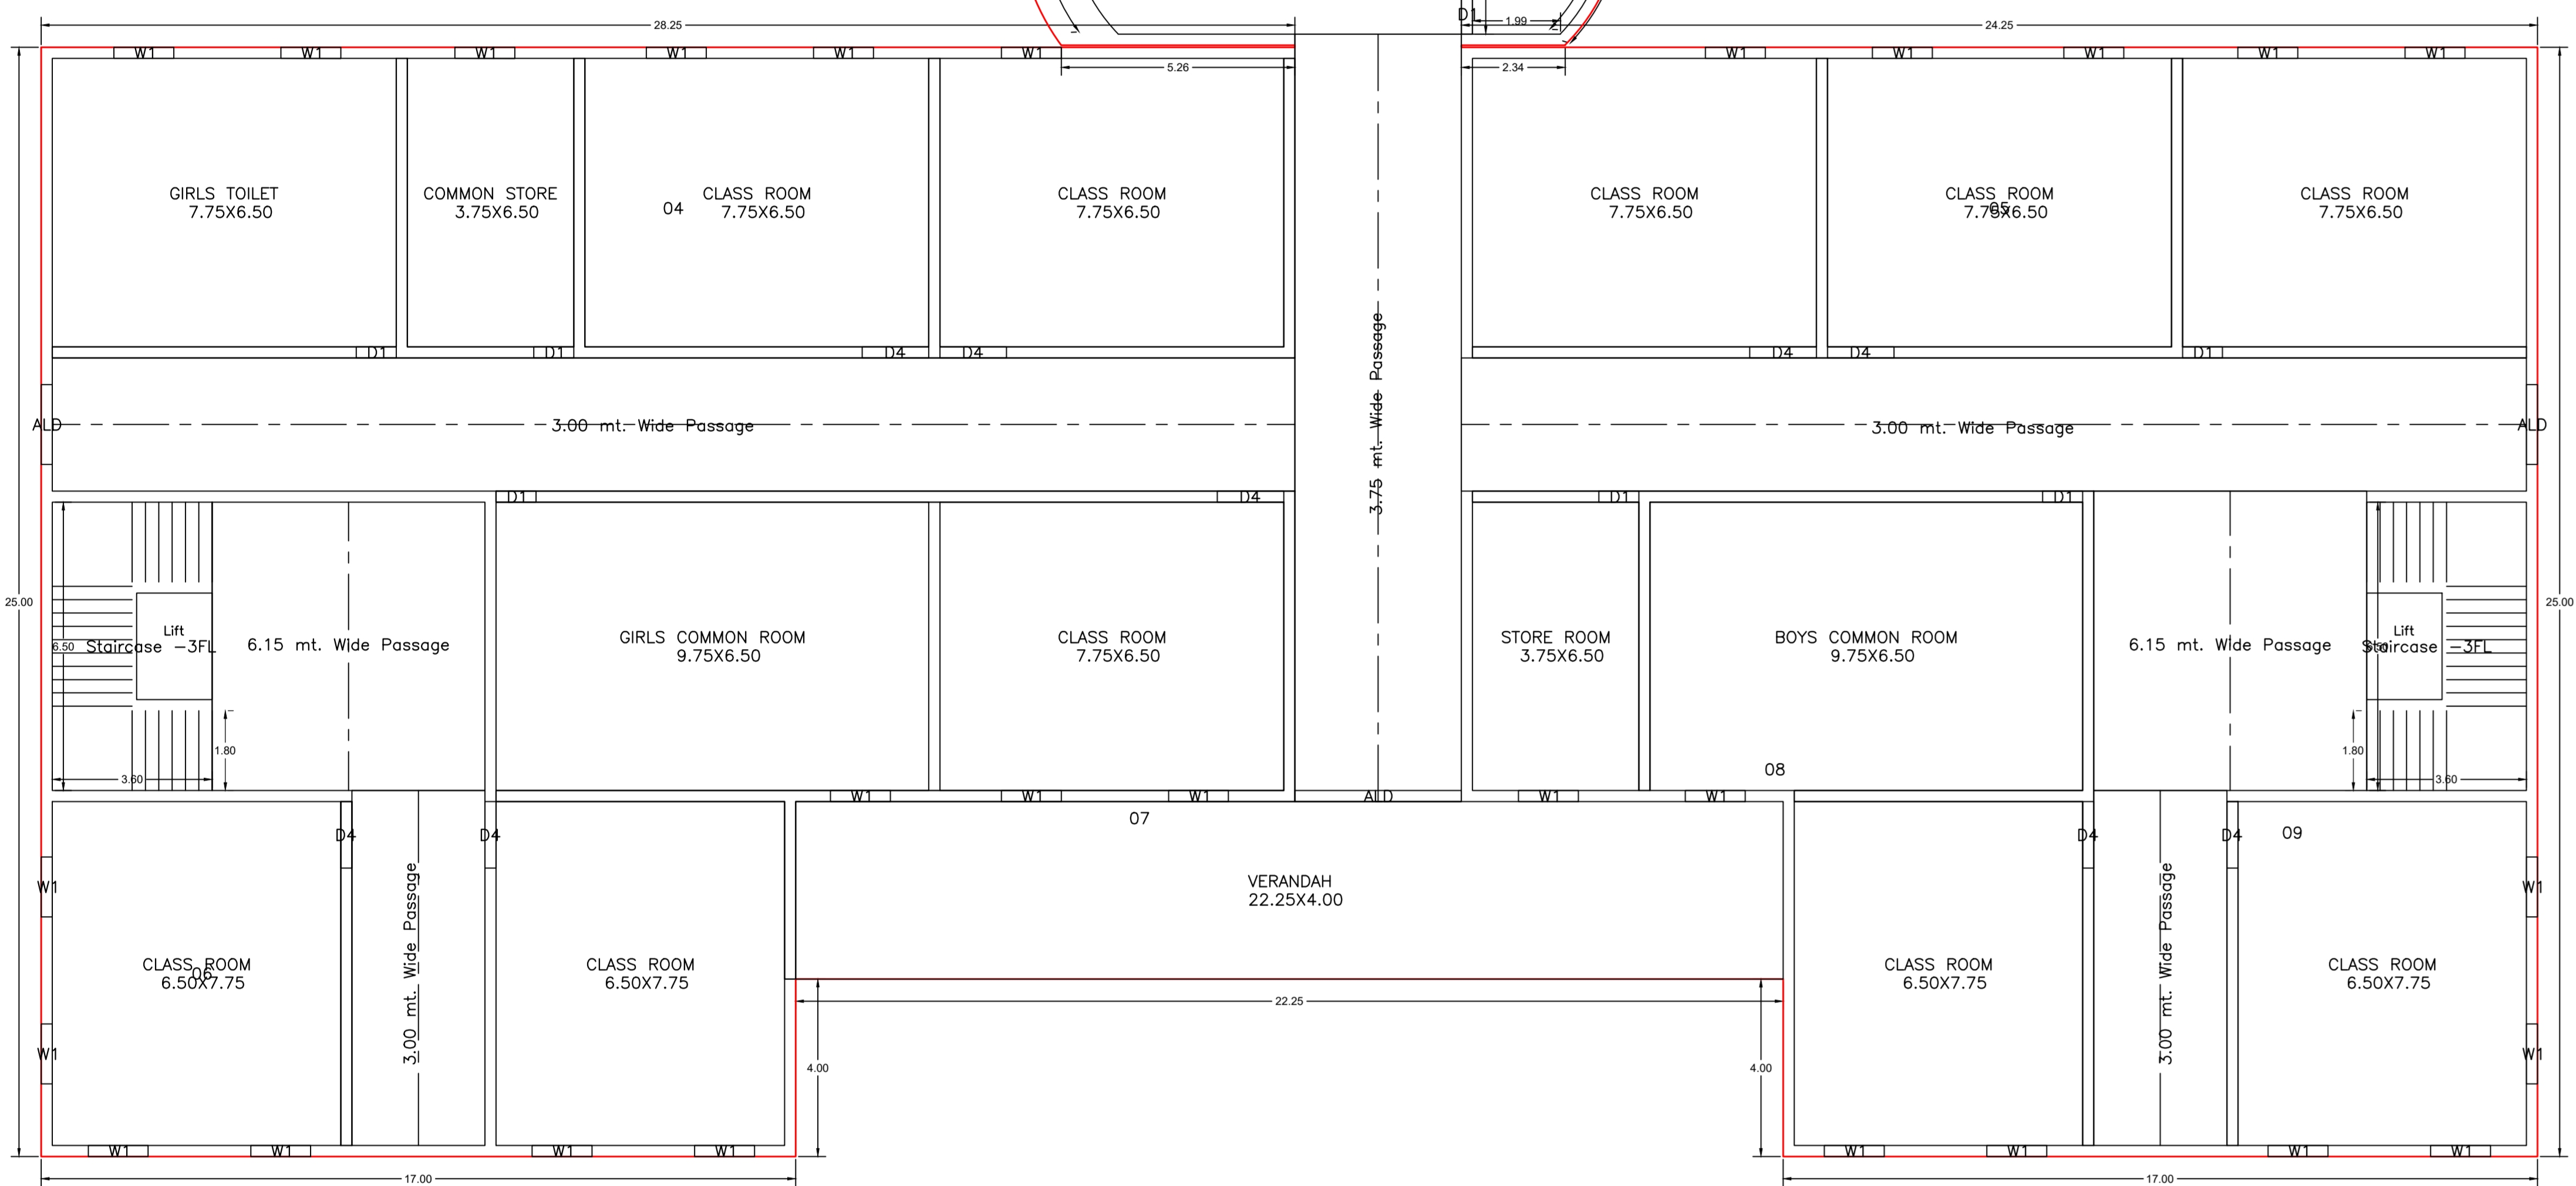 D1
1.99
28.25
24.25
W1 W1 W1 W1 W1 W1 W1 W1 W1 W1 W1
5.26
2.34
GIRLS TOILET
7.75X6.50
COMMON STORE
3.75X6.50
04
CLASS ROOM
7.75X6.50
CLASS ROOM
7.75X6.50
CLASS ROOM
7.75X6.50
CLASS ROOM
7.75X6.50
05
CLASS ROOM
7.75X6.50
D1 D1 D4 D4 D4 D4 D1
3.75 mt. Wide Passage
ALD
3.00 mt. Wide Passage
3.00 mt. Wide Passage
ALD
D1 D4 D1 D1
25.00
6.50
Lift
Staircase -3FL
6.15 mt. Wide Passage
GIRLS COMMON ROOM
9.75X6.50
CLASS ROOM
7.75X6.50
STORE ROOM
3.75X6.50
BOYS COMMON ROOM
9.75X6.50
6.15 mt. Wide Passage
6.50
Lift
Staircase -3FL
25.00
1.80
3.60
1.80
3.60
08
W1 W1 W1 ALD W1 W1
07
D4 D4 D4 D4
09
W1
W1
VERANDAH
22.25X4.00
CLASS ROOM
06
6.50X7.75
3.00 mt. Wide Passage
CLASS ROOM
6.50X7.75
CLASS ROOM
6.50X7.75
3.00 mt. Wide Passage
CLASS ROOM
6.50X7.75
22.25
W1
W1
4.00
4.00
W1 W1 W1 W1 W1 W1 W1 W1
17.00
17.00